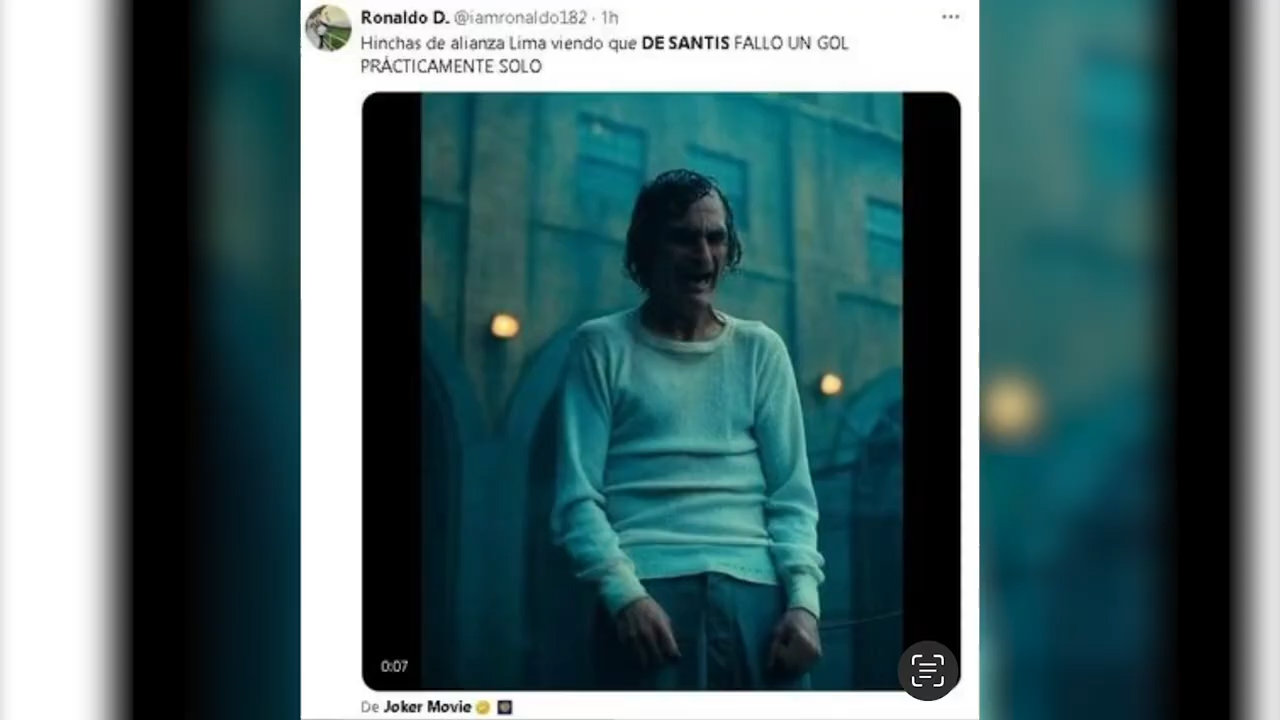 Ronaldo D. @iamronaldo182 · 1h
Hinchas de alianza Lima viendo que DE SANTIS FALLO UN GOL
PRÁCTICAMENTE SOLO
0:07
De Joker Movie